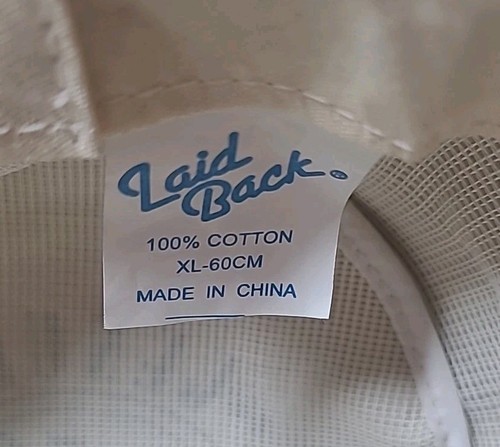 Laid
Back®
100% COTTON
XL-60CM
MADE IN CHINA